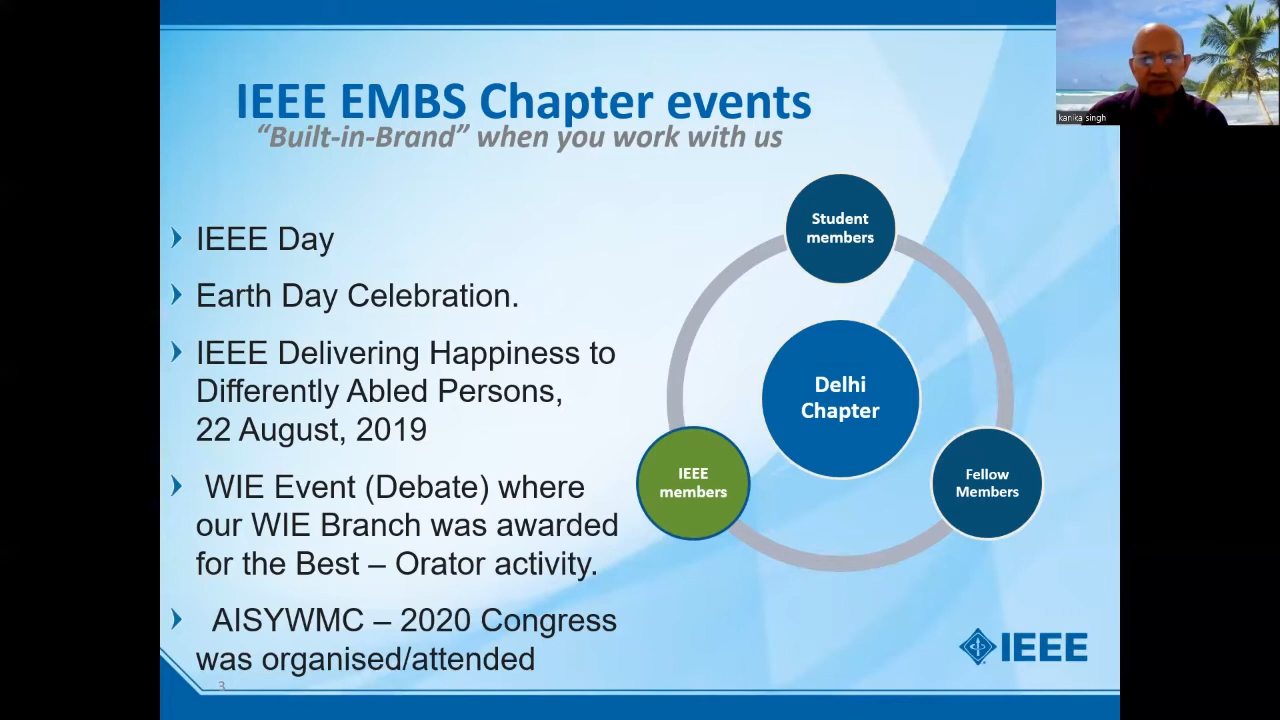 IEEE EMBS Chapter events
“Built-in-Brand” when you work with us
kanika singh
IEEE Day
Earth Day Celebration.
IEEE Delivering Happiness to
Differently Abled Persons,
22 August, 2019
WIE Event (Debate) where
our WIE Branch was awarded
for the Best – Orator activity.
AISYWMC – 2020 Congress
was organised/attended
Student
members
Delhi
Chapter
IEEE
members
Fellow
Members
IEEE
3